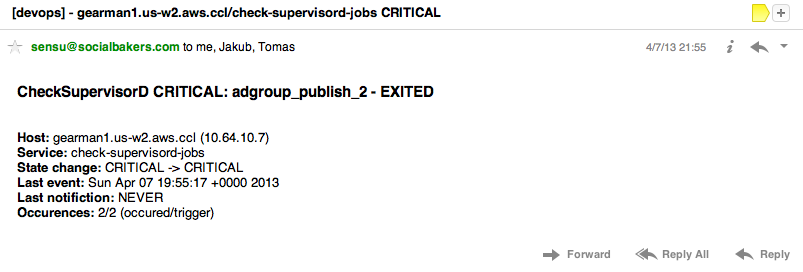 [devops] - gearman1.us-w2.aws.ccl/check-supervisord-jobs CRITICAL
sensu@socialbakers.com to me, Jakub, Tomas 4/7/13 21:55
CheckSupervisorD CRITICAL: adgroup_publish_2 - EXITED
Host: gearman1.us-w2.aws.ccl (10.64.10.7)
Service: check-supervisord-jobs
State change: CRITICAL -> CRITICAL
Last event: Sun Apr 07 19:55:17 +0000 2013
Last notifiction: NEVER
Occurences: 2/2 (occured/trigger)
Forward Reply All Reply